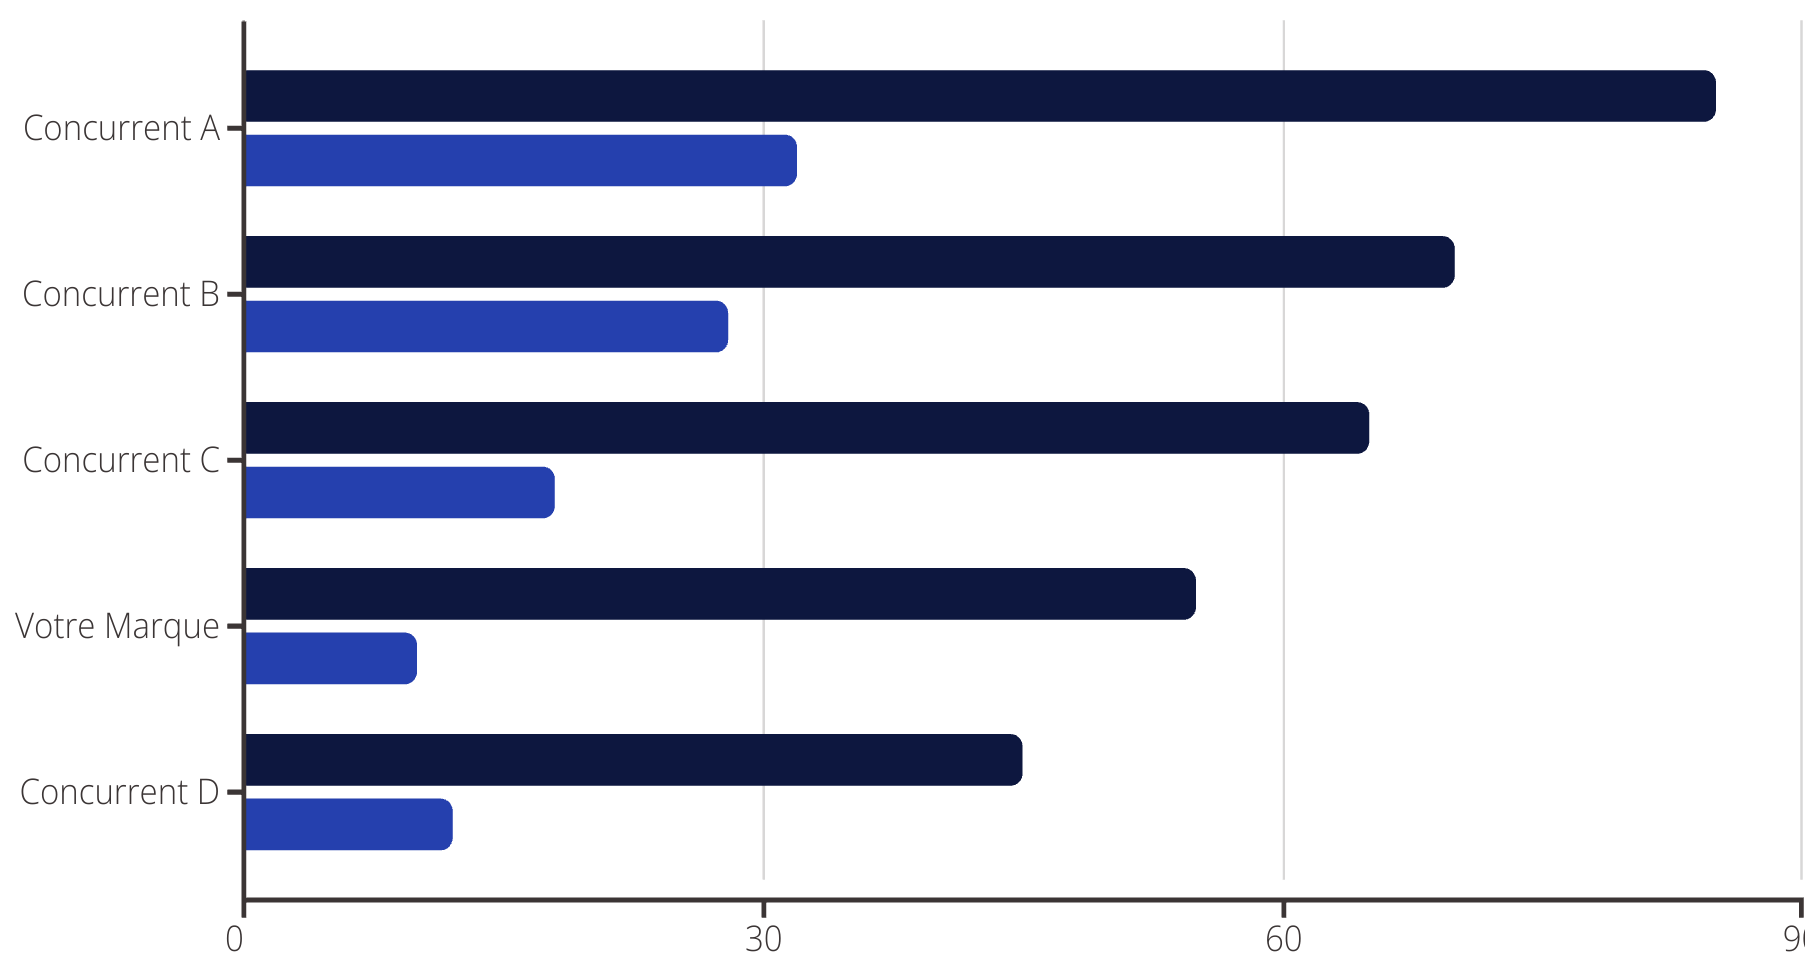 Concurrent A
Concurrent B
Concurrent C
Votre Marque
Concurrent D
0 30 60